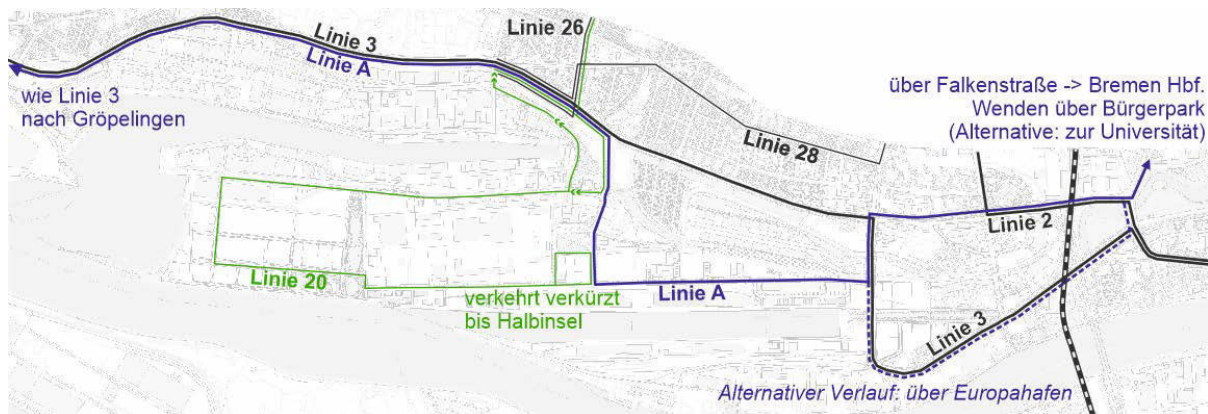 Linie 26
Linie 3
Linie A
wie Linie 3
nach Gröpelingen
über Falkenstraße -> Bremen Hbf.
Wenden über Bürgerpark
(Alternative: zur Universität)
Linie 28
Linie 2
Linie 20
verkehrt verkürzt
bis Halbinsel
Linie A
Linie 3
Alternativer Verlauf: über Europahafen